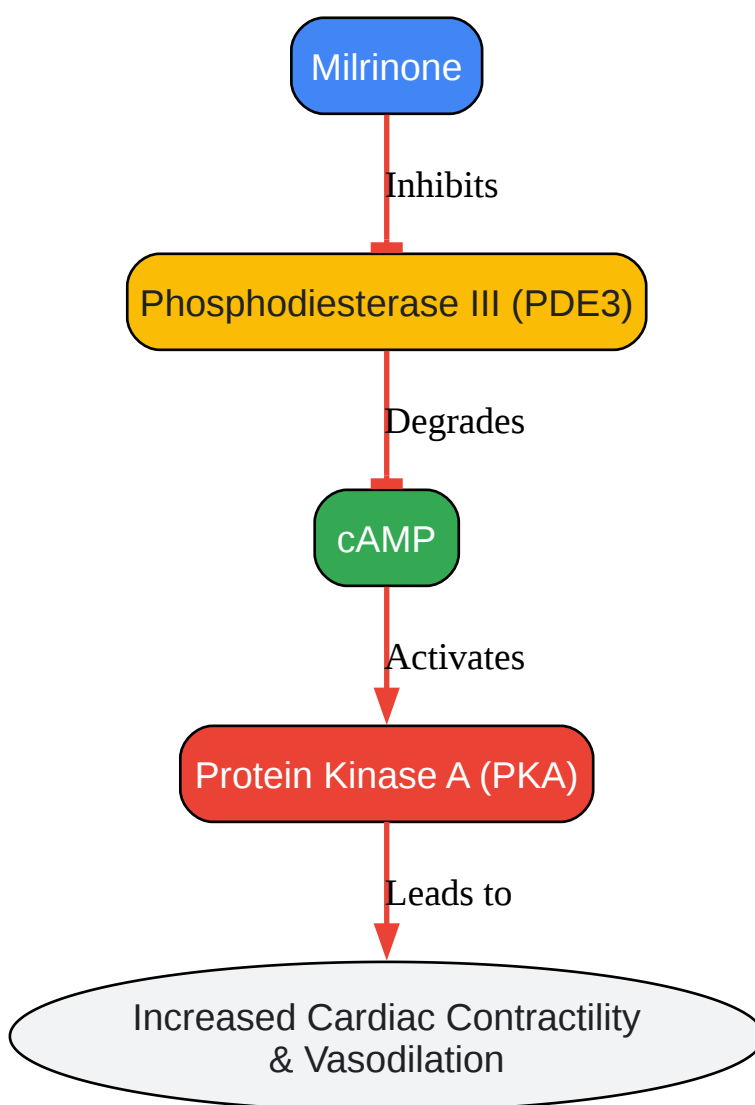 Milrinone
Inhibits
Phosphodiesterase III (PDE3)
Degrades
cAMP
Activates
Protein Kinase A (PKA)
Leads to
Increased Cardiac Contractility
& Vasodilation